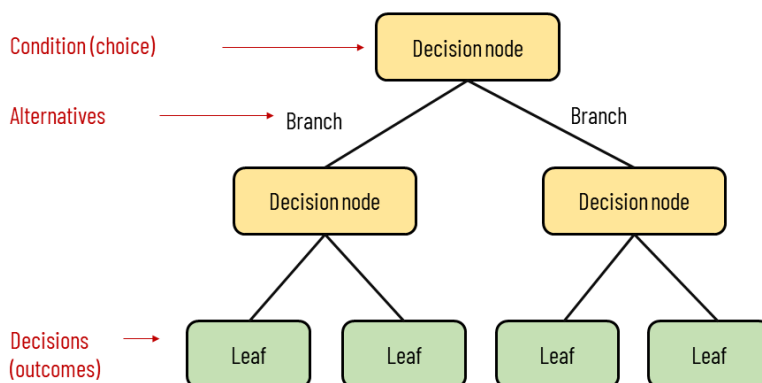 Condition (choice)
Decision node
Alternatives
Branch
Branch
Decision node
Decision node
Decisions
(outcomes)
Leaf
Leaf
Leaf
Leaf